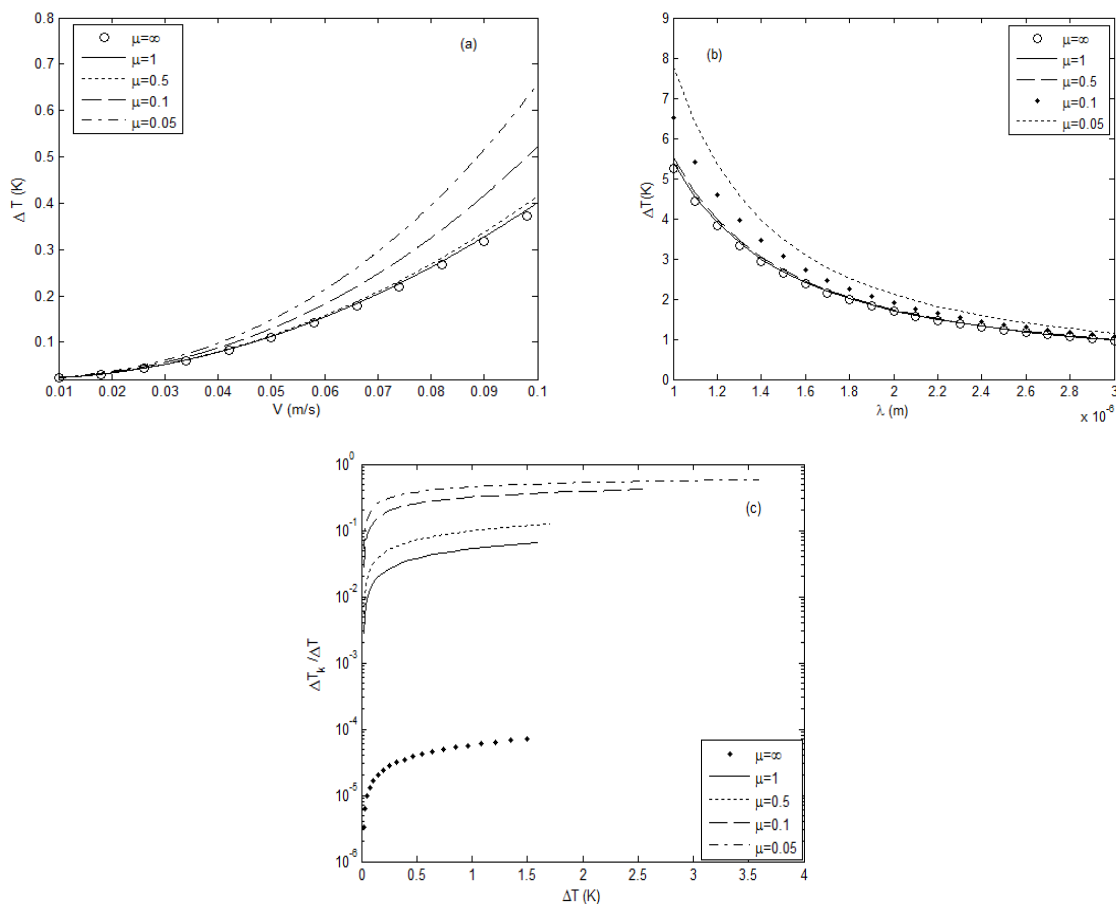 0.8
0.7
0.6
0.5
0.4
0.3
0.2
0.1
Δ T (K)
0.01 0.02 0.03 0.04 0.05 0.06 0.07 0.08 0.09 0.1
V (m/s)
(a)
μ=∞
μ=1
μ=0.5
μ=0.1
μ=0.05
9
8
7
6
5
4
3
2
1
0
ΔT(K)
1 1.2 1.4 1.6 1.8 2 2.2 2.4 2.6 2.8 3
λ (m)
x 10⁻⁶
(b)
μ=∞
μ=1
μ=0.5
μ=0.1
μ=0.05
10⁰
10⁻¹
10⁻²
10⁻³
10⁻⁴
10⁻⁵
10⁻⁶
ΔTₖ/ΔT
0 0.5 1 1.5 2 2.5 3 3.5 4
ΔT (K)
(c)
μ=∞
μ=1
μ=0.5
μ=0.1
μ=0.05